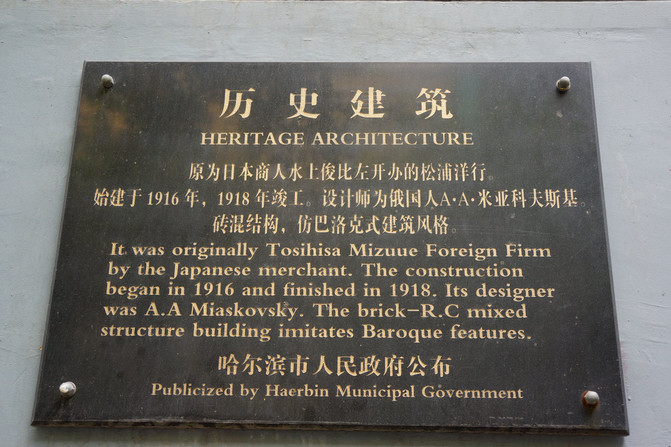 历史建筑
HERITAGE ARCHITECTURE
原为日本商人水上俊比左开办的松浦洋行。
始建于1916年，1918年竣工。设计师为俄国人A·A·米亚科夫斯基。
砖混结构，仿巴洛克式建筑风格。
It was originally Tosihisa Mizuue Foreign Firm
by the Japanese merchant. The construction
began in 1916 and finished in 1918. Its designer
was A.A Miaskovsky. The brick-R.C mixed
structure building imitates Baroque features.
哈尔滨市人民政府公布
Publicized by Haerbin Municipal Government